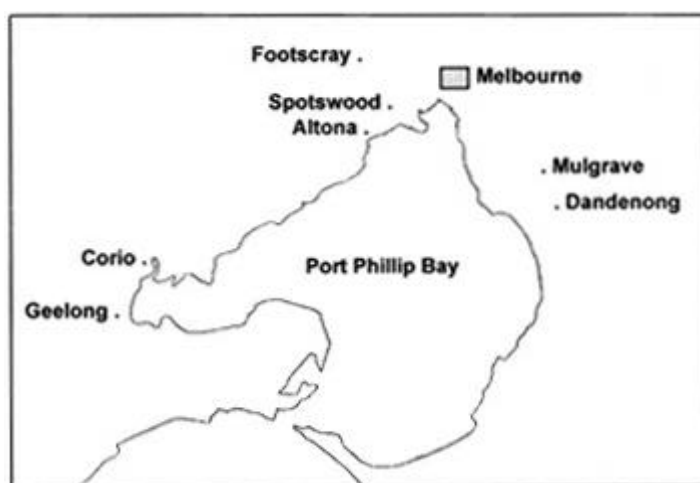 Footscray .
Melbourne
Spotswood .
Altona .
. Mulgrave
. Dandenong
Corio .
Port Phillip Bay
Geelong .